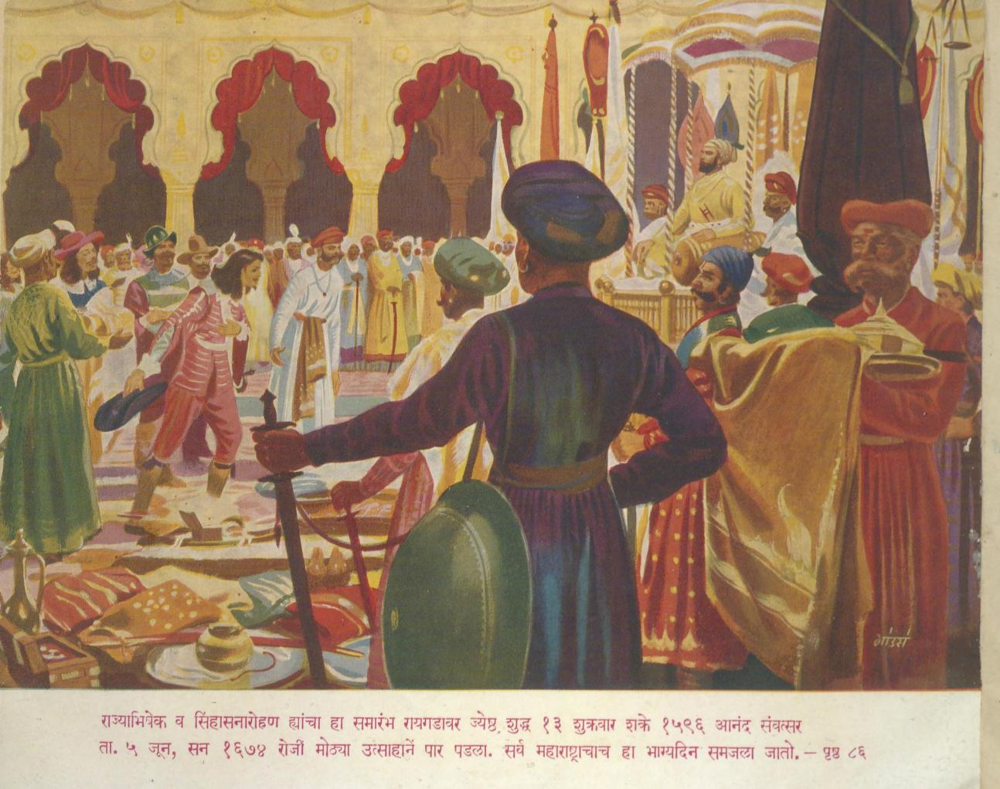 गोडसे
राज्याभिषेक व सिंहासनारोहण ह्यांचा हा समारंभ रायगडावर ज्येष्ठ शुद्ध १३ शुक्रवार शके १५९६ आनंद संवत्सर
ता. ५ जून, सन १६७४ रोजीं मोठ्या उत्साहानें पार पडला. सर्व महाराष्ट्राचाच हा भाग्यदिन समजला जातो. — पृष्ठ ८६